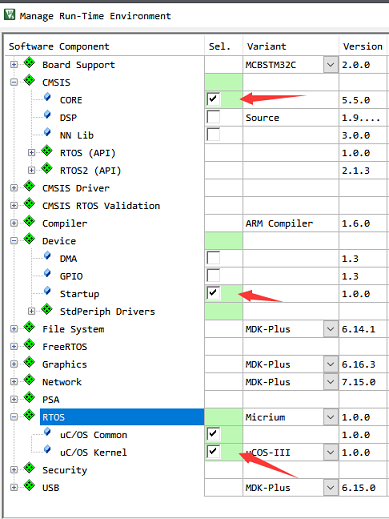 Manage Run-Time Environment
Software Component Sel. Variant Version
Board Support MCBSTM32C 2.0.0
CMSIS
CORE 5.5.0
DSP Source 1.9....
NN Lib 3.0.0
RTOS (API) 1.0.0
RTOS2 (API) 2.1.3
CMSIS Driver
CMSIS RTOS Validation
Compiler ARM Compiler 1.6.0
Device
DMA 1.3
GPIO 1.3
Startup 1.0.0
StdPeriph Drivers
File System MDK-Plus 6.14.1
FreeRTOS
Graphics MDK-Plus 6.16.3
Network MDK-Plus 7.15.0
PSA
RTOS Micrium 1.0.0
uC/OS Common 1.0.0
uC/OS Kernel uCOS-III 1.0.0
Security
USB MDK-Plus 6.15.0